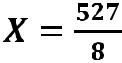 X = 527/8